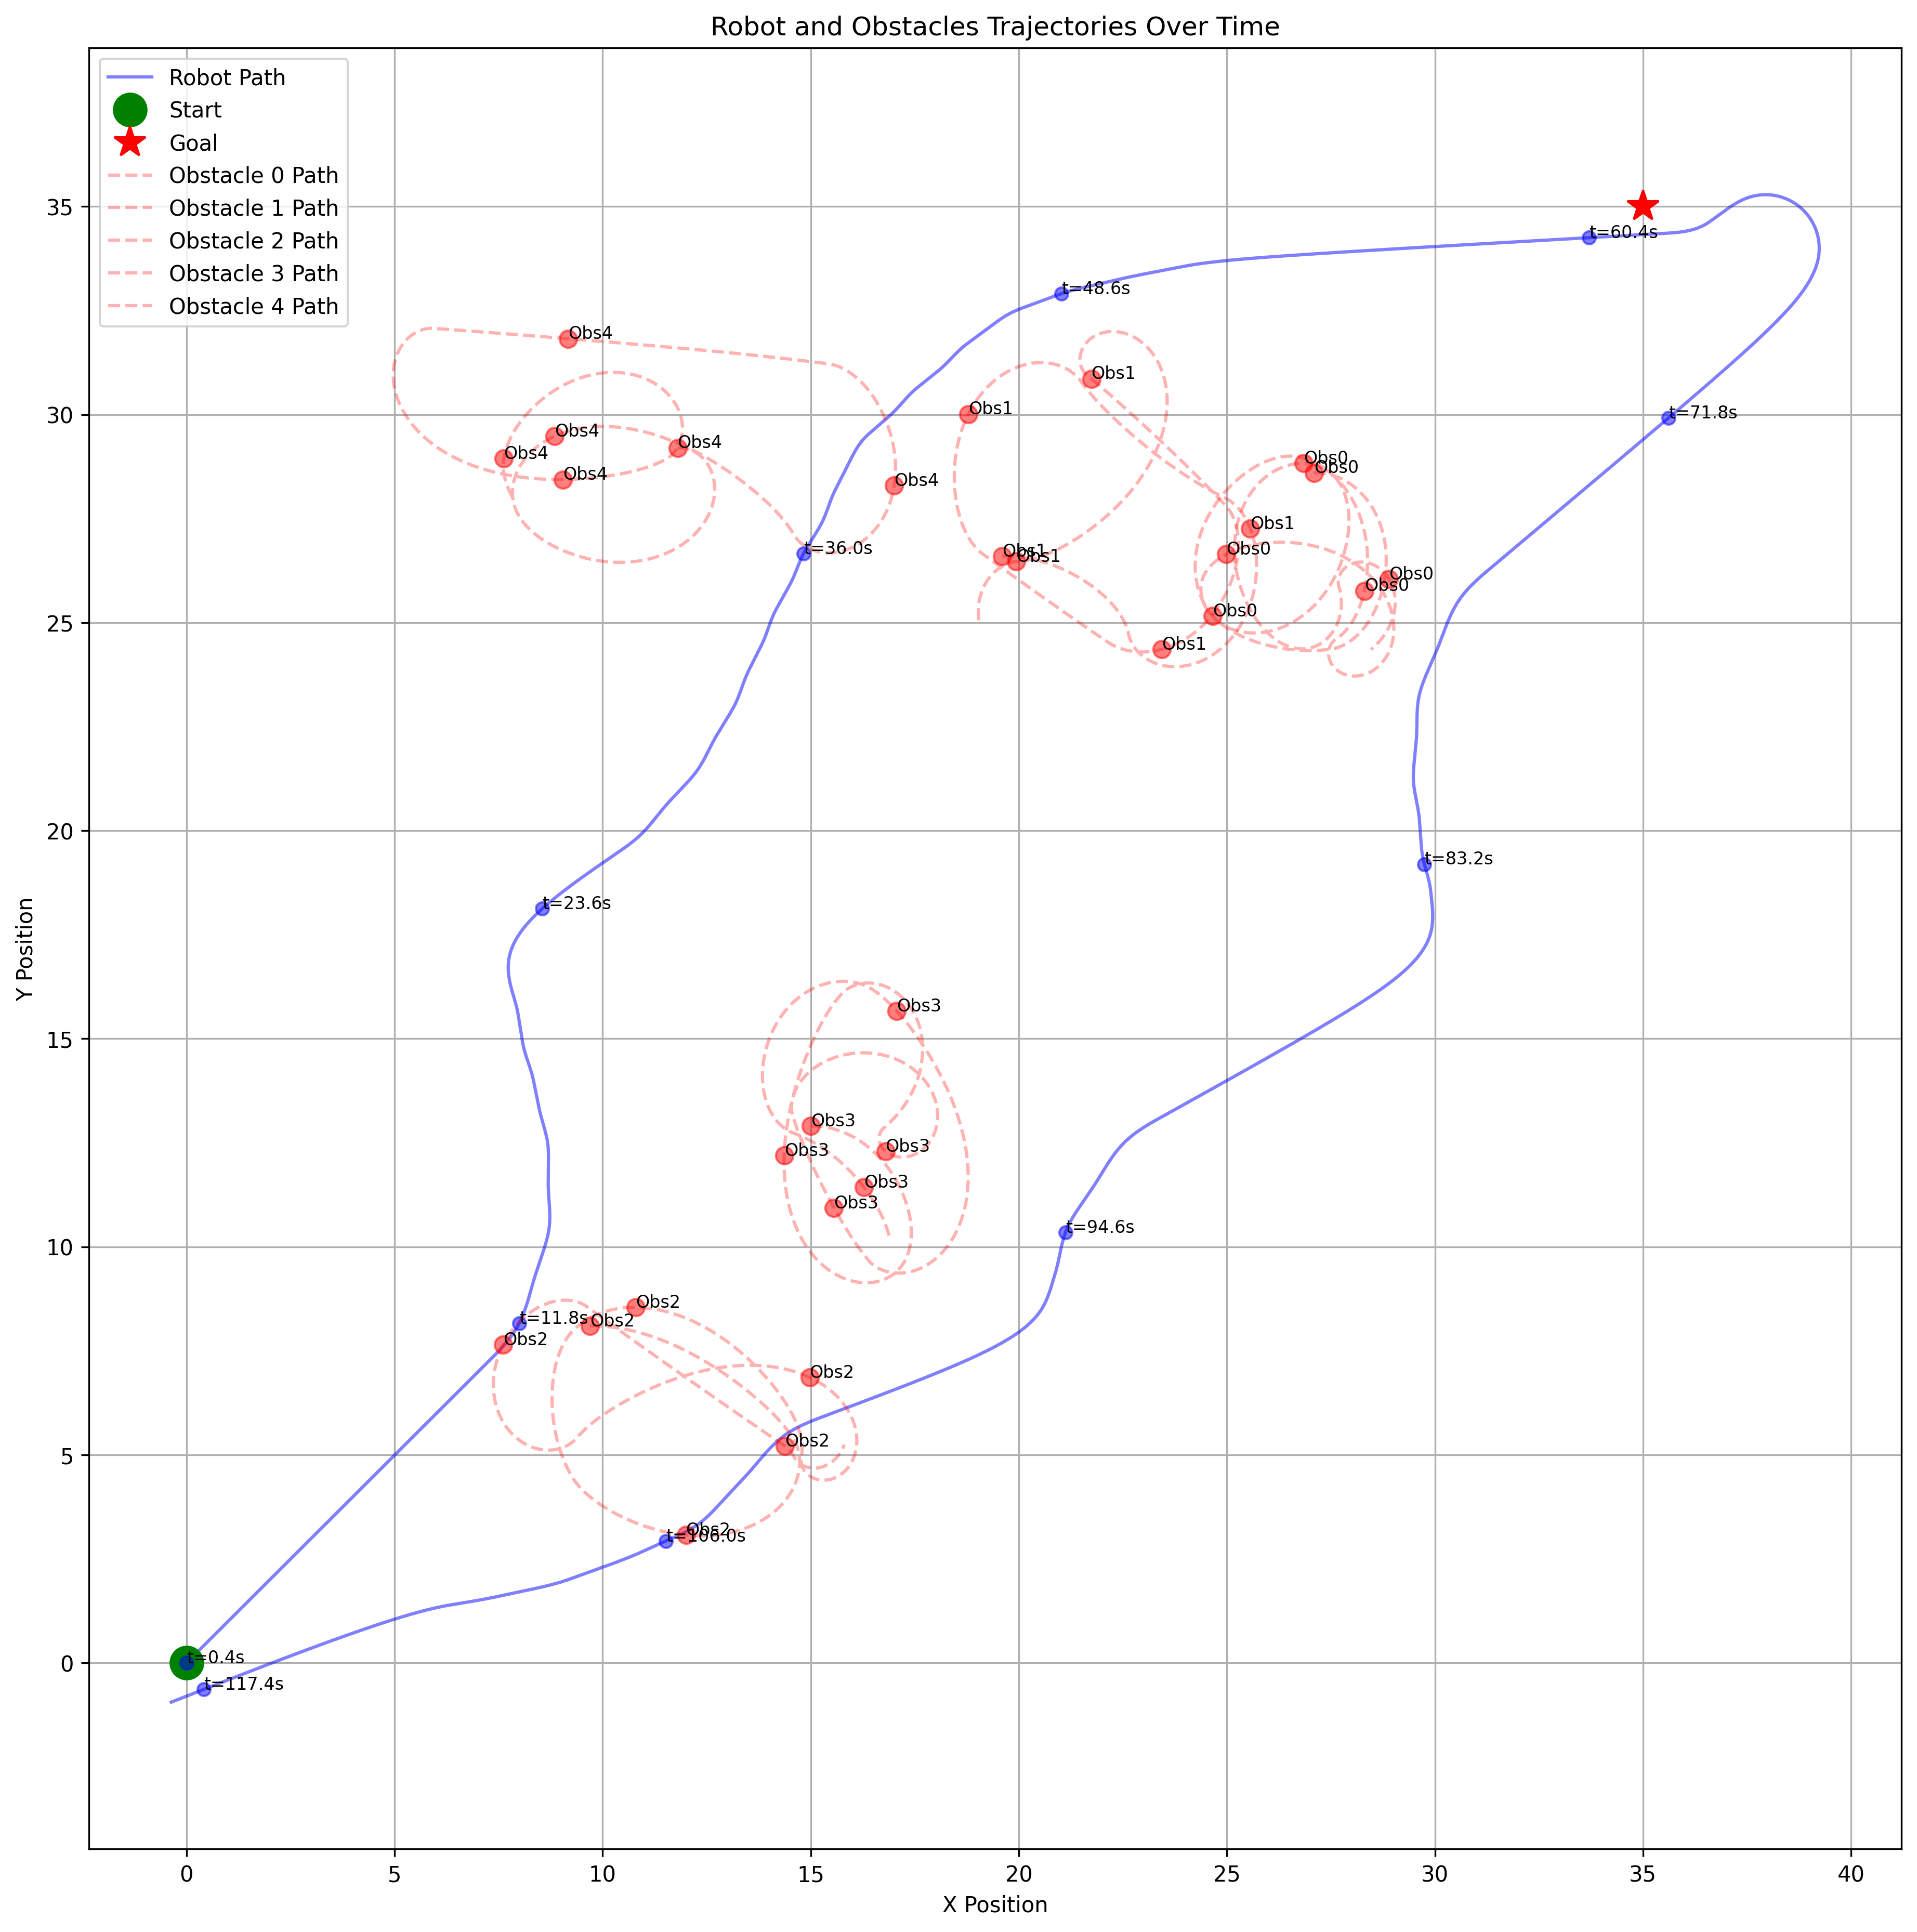 Robot and Obstacles Trajectories Over Time
Robot Path
Start
Goal
Obstacle 0 Path
Obstacle 1 Path
Obstacle 2 Path
Obstacle 3 Path
Obstacle 4 Path
35
30
25
20
15
10
5
0
Y Position
t=60.4s
t=48.6s
Obs4
Obs1
Obs1
t=71.8s
Obs4
Obs4
Obs4
Obs0
Obs0
Obs4
Obs4
Obs1
t=36.0s
Obs0
Obs1
Obs1
Obs0
Obs0
Obs0
Obs1
t=23.6s
t=83.2s
Obs3
Obs3
Obs3
Obs3
Obs3
Obs3
t=94.6s
Obs2
t=11.8s
Obs2
Obs2
Obs2
Obs2
Obs2
t=106.0s
t=0.4s
t=117.4s
0
5
10
15
20
25
30
35
40
X Position